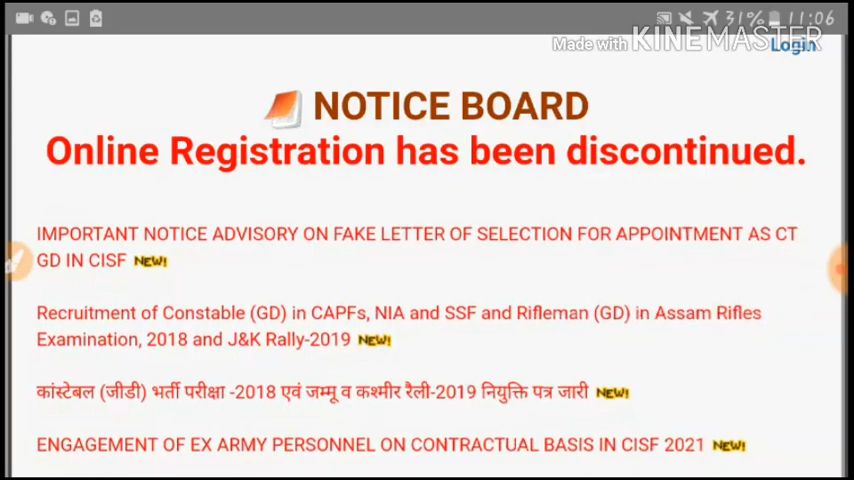 31% 11:06
Made with KINEMASTER
Login
NOTICE BOARD
Online Registration has been discontinued.
IMPORTANT NOTICE ADVISORY ON FAKE LETTER OF SELECTION FOR APPOINTMENT AS CT
GD IN CISF NEW!
Recruitment of Constable (GD) in CAPFs, NIA and SSF and Rifleman (GD) in Assam Rifles
Examination, 2018 and J&K Rally-2019 NEW!
कांस्टेबल (जीडी) भर्ती परीक्षा -2018 एवं जम्मू व कश्मीर रैली-2019 नियुक्ति पत्र जारी NEW!
ENGAGEMENT OF EX ARMY PERSONNEL ON CONTRACTUAL BASIS IN CISF 2021 NEW!